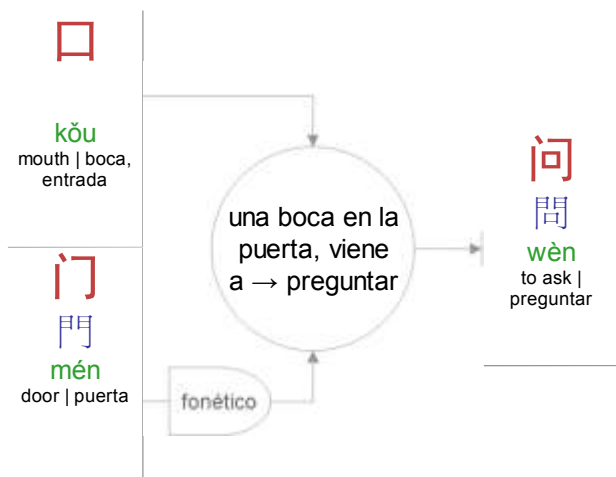 口
kǒu
mouth | boca,
entrada
门
門
mén
door | puerta
fonético
una boca en la
puerta, viene
a → preguntar
问
問
wèn
to ask |
preguntar